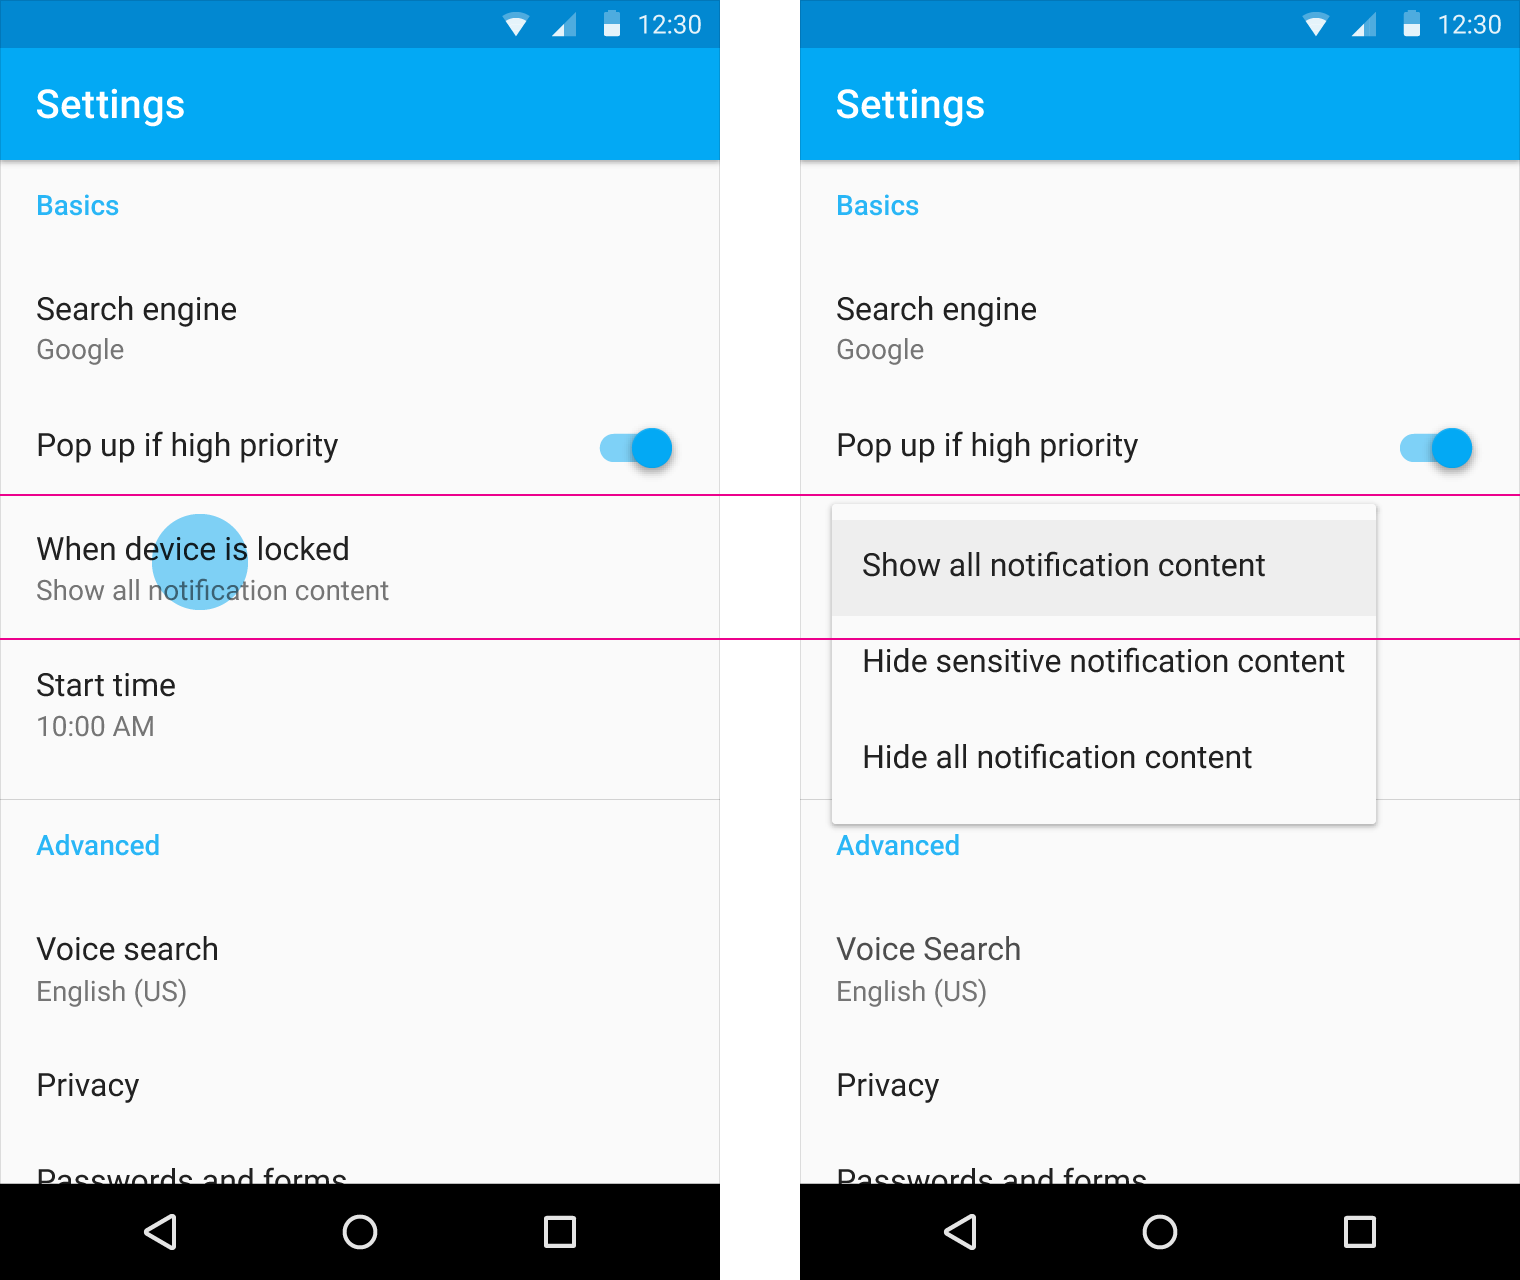 12:30
Settings
Basics
Search engine
Google
Pop up if high priority
When device is locked
Show all notification content
Start time
10:00 AM
Advanced
Voice search
English (US)
Privacy
Passwords and forms
12:30
Settings
Basics
Search engine
Google
Pop up if high priority
Show all notification content
Hide sensitive notification content
Hide all notification content
Advanced
Voice Search
English (US)
Privacy
Passwords and forms